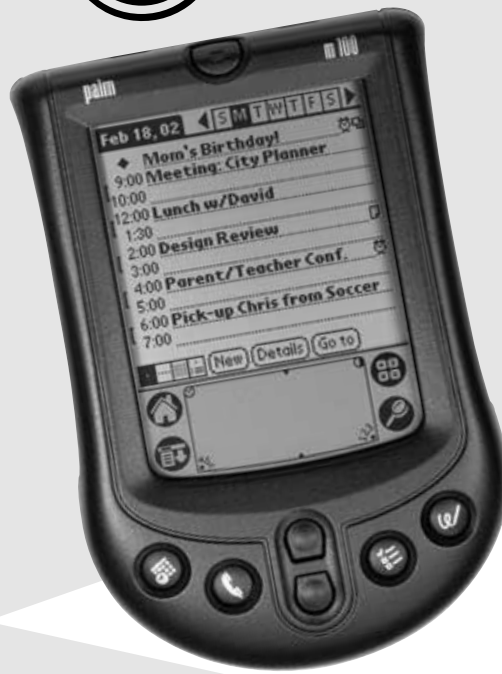 palm
m100
Feb 18, 02 S M T W T F S
Mom's Birthday!
9:00 Meeting: City Planner
10:00
12:00 Lunch w/David
1:30
2:00 Design Review
3:00
4:00 Parent/Teacher Conf.
5:00
6:00 Pick-up Chris from Soccer
7:00
New Details Go to